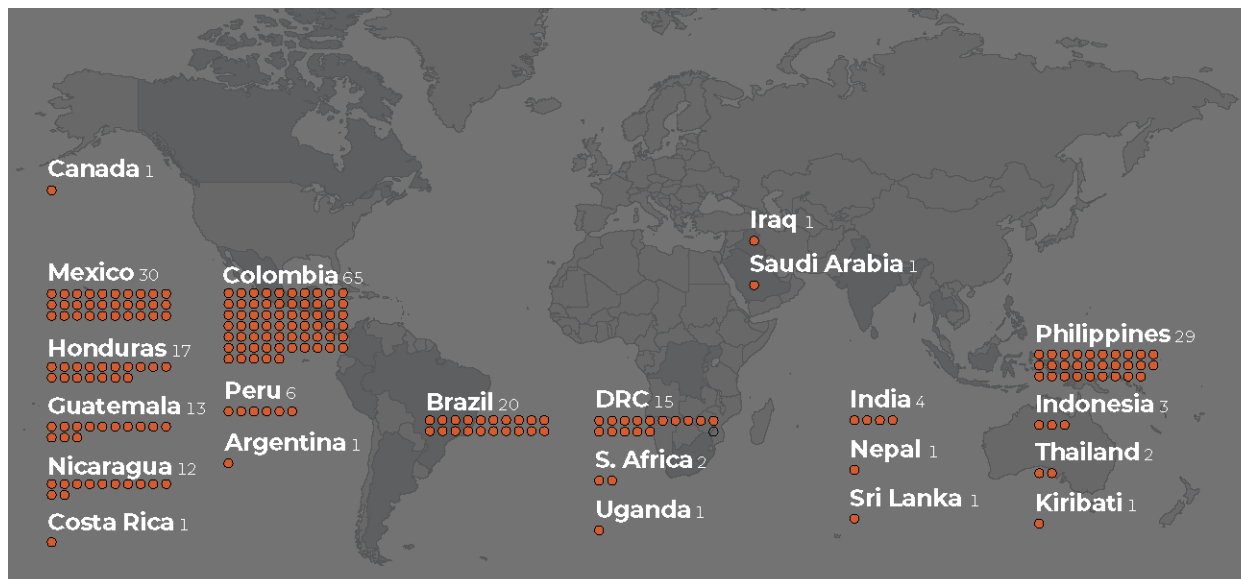 Canada 1
Mexico 30
Honduras 17
Guatemala 13
Nicaragua 12
Costa Rica 1
Colombia 65
Peru 6
Argentina 1
Brazil 20
Iraq 1
Saudi Arabia 1
DRC 15
S. Africa 2
Uganda 1
India 4
Nepal 1
Sri Lanka 1
Philippines 29
Indonesia 3
Thailand 2
Kiribati 1